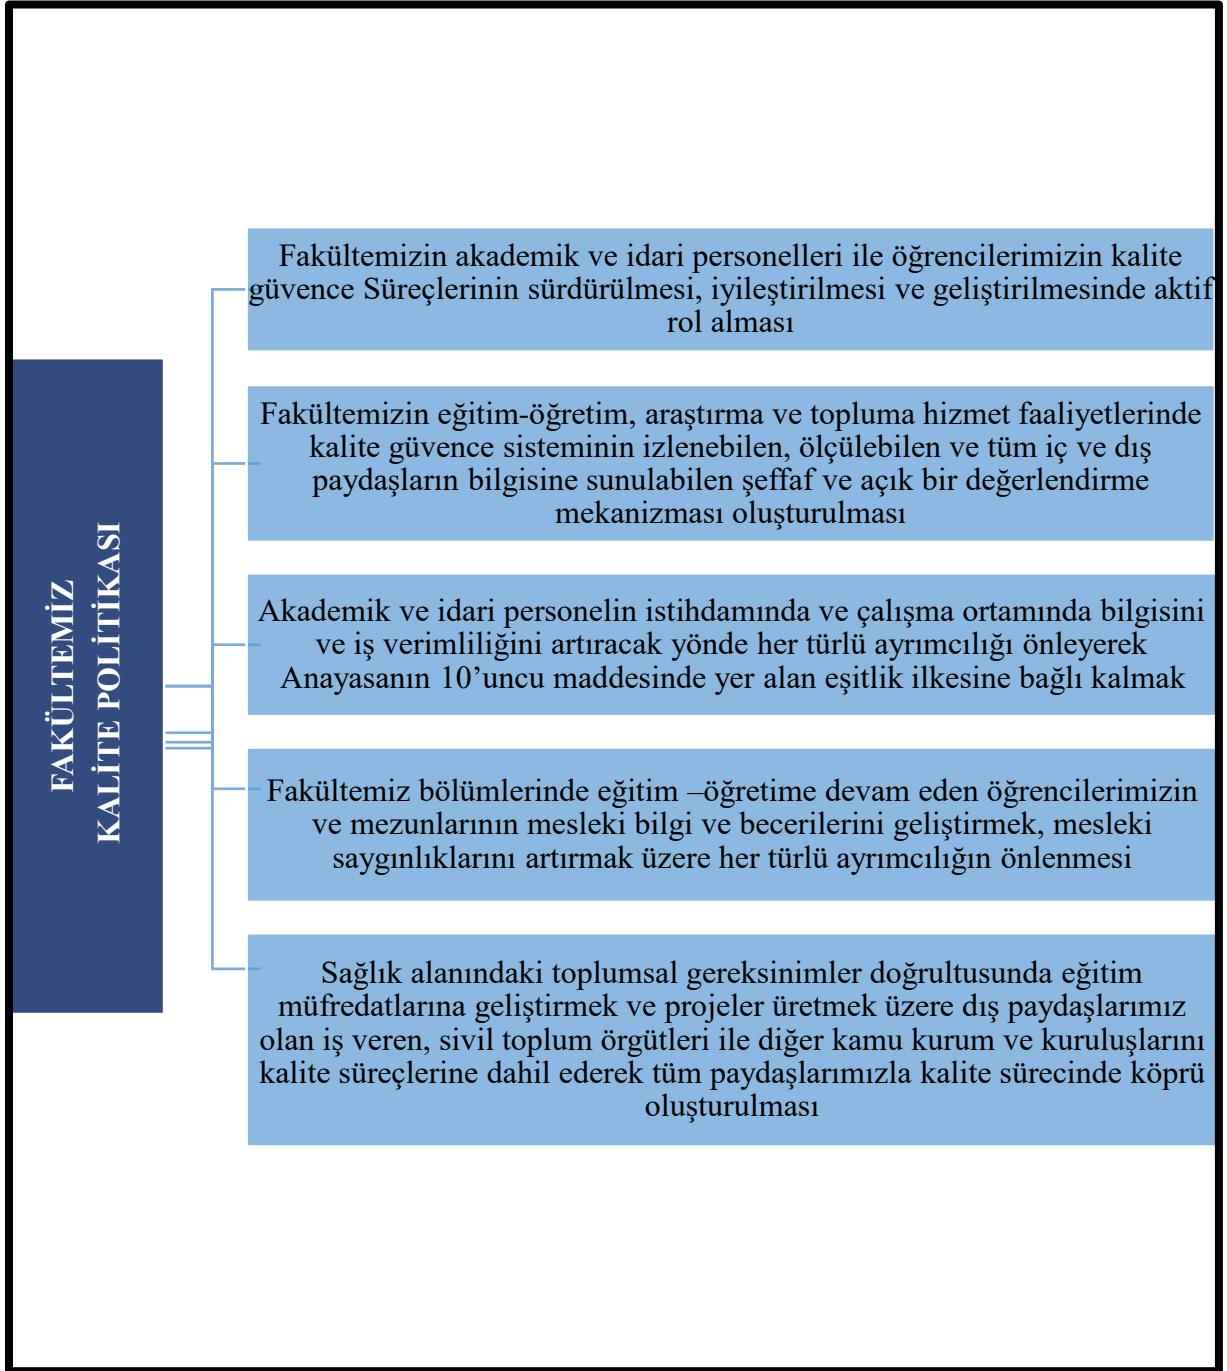 FAKÜLTEMİZ
KALİTE POLİTİKASI
Fakültemizin akademik ve idari personelleri ile öğrencilerimizin kalite
güvence Süreçlerinin sürdürülmesi, iyileştirilmesi ve geliştirilmesinde aktif
rol alması
Fakültemizin eğitim-öğretim, araştırma ve topluma hizmet faaliyetlerinde
kalite güvence sisteminin izlenebilen, ölçülebilen ve tüm iç ve dış
paydaşların bilgisine sunulabilen şeffaf ve açık bir değerlendirme
mekanizması oluşturulması
Akademik ve idari personelin istihdamında ve çalışma ortamında bilgisini
ve iş verimliliğini artıracak yönde her türlü ayrımcılığı önleyerek
Anayasanın 10’uncu maddesinde yer alan eşitlik ilkesine bağlı kalmak
Fakültemiz bölümlerinde eğitim –öğretime devam eden öğrencilerimizin
ve mezunlarının mesleki bilgi ve becerilerini geliştirmek, mesleki
saygınlıklarını artırmak üzere her türlü ayrımcılığın önlenmesi
Sağlık alanındaki toplumsal gereksinimler doğrultusunda eğitim
müfredatlarına geliştirmek ve projeler üretmek üzere dış paydaşlarımız
olan iş veren, sivil toplum örgütleri ile diğer kamu kurum ve kuruluşlarını
kalite süreçlerine dahil ederek tüm paydaşlarımızla kalite sürecinde köprü
oluşturulması